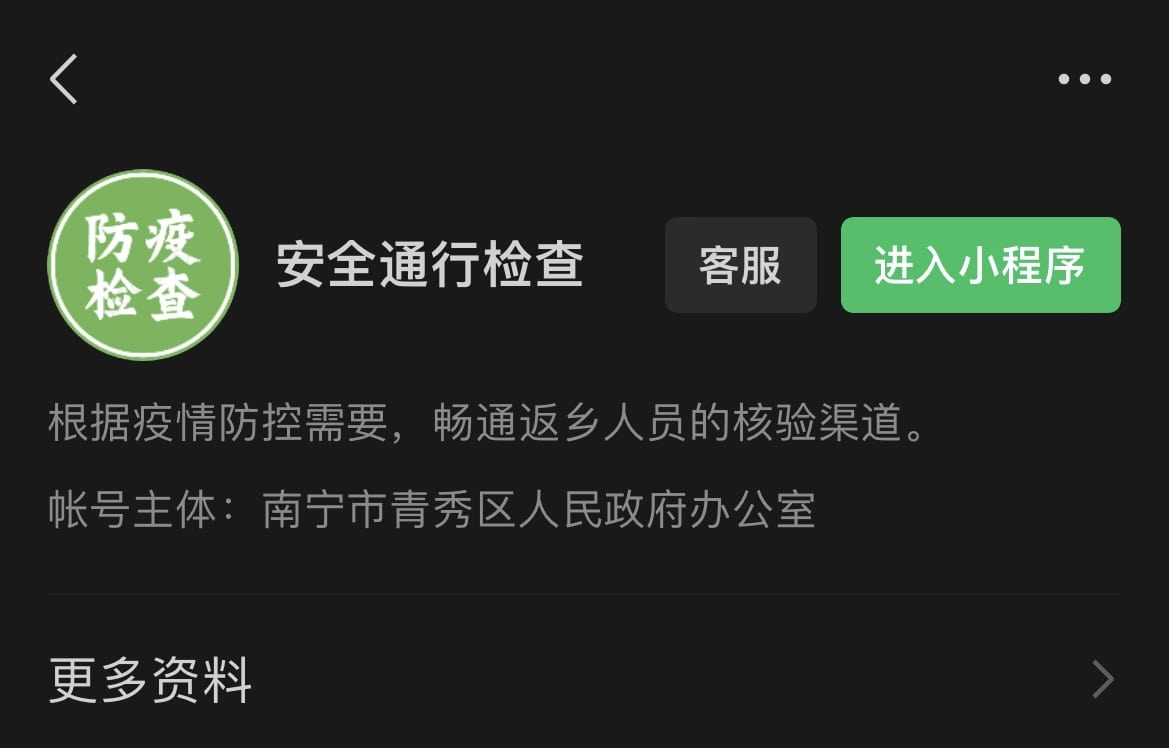 防疫
检查
安全通行检查
客服
进入小程序
根据疫情防控需要，畅通返乡人员的核验渠道。
帐号主体：南宁市青秀区人民政府办公室
更多资料